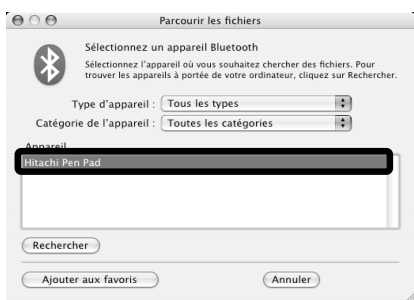 Parcourir les fichiers
Sélectionnez un appareil Bluetooth
Sélectionnez l'appareil où vous souhaitez chercher des fichiers. Pour
trouver les appareils à portée de votre ordinateur, cliquez sur Rechercher.
Type d'appareil : Tous les types
Catégorie de l'appareil : Toutes les catégories
Appareil
Hitachi Pen Pad
Rechercher
Ajouter aux favoris Annuler